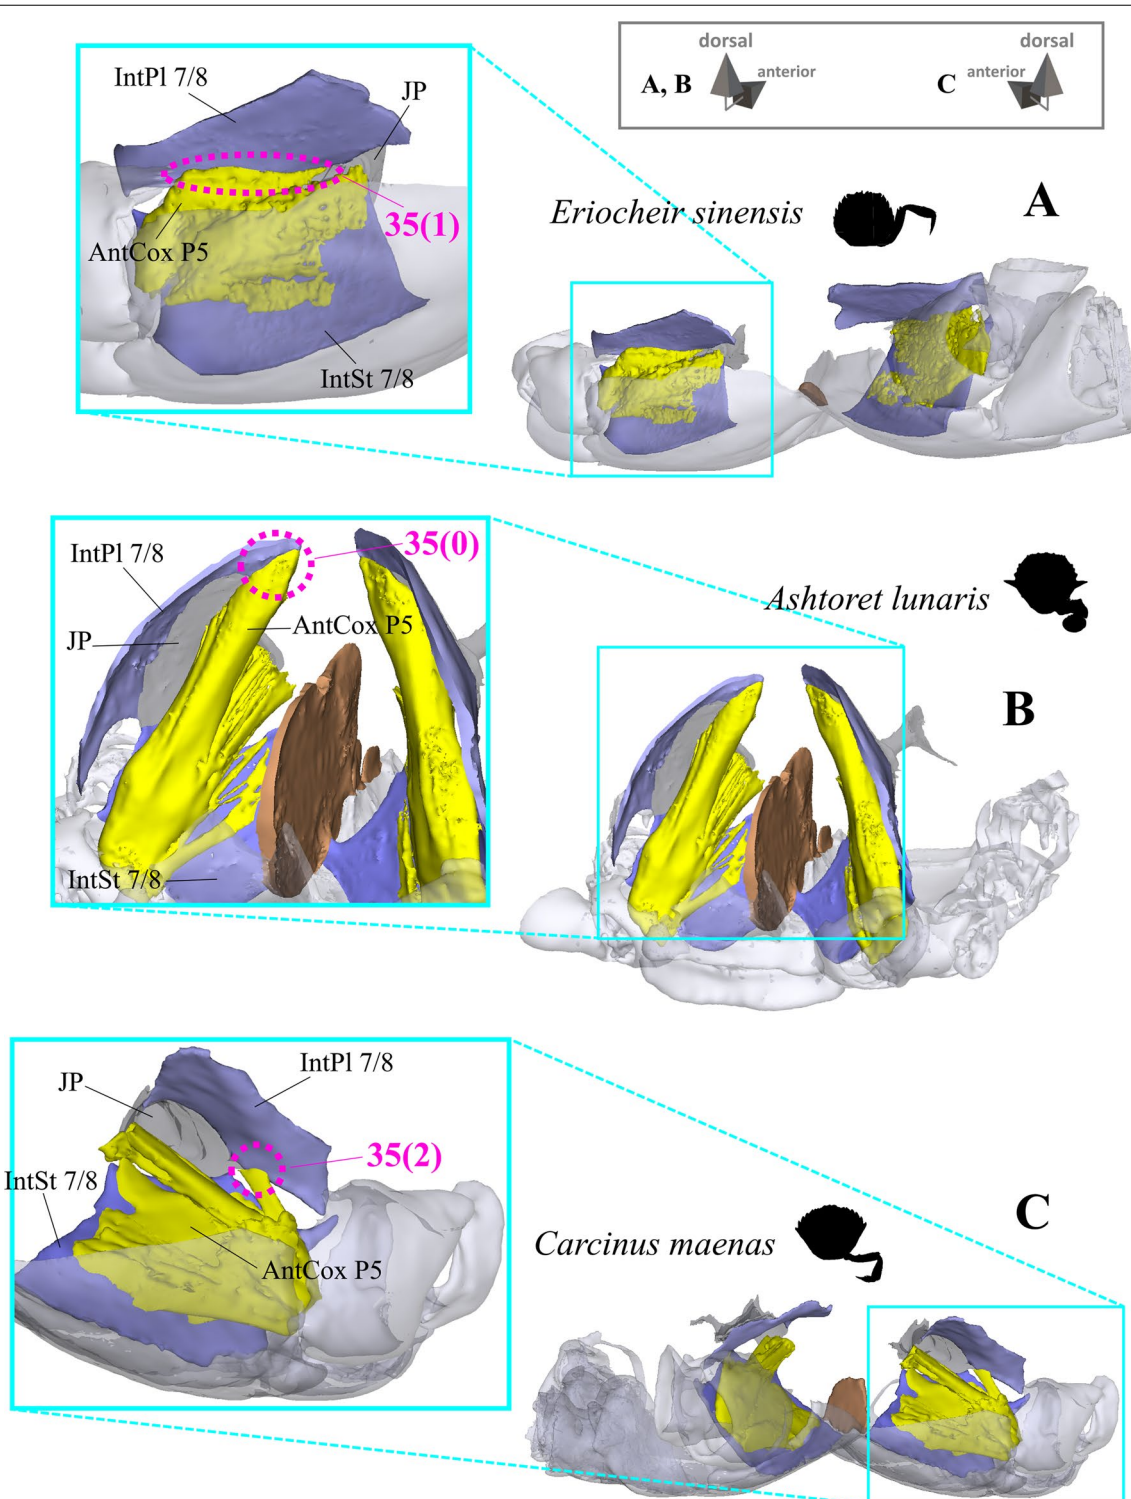 dorsal
dorsal
A, B
anterior
C
anterior
IntPl 7/8
JP
35(1)
AntCox P5
IntSt 7/8
Eriocheir sinensis
A
IntPl 7/8
35(0)
JP
AntCox P5
IntSt 7/8
Ashtoret lunaris
B
IntPl 7/8
JP
35(2)
IntSt 7/8
AntCox P5
Carcinus maenas
C